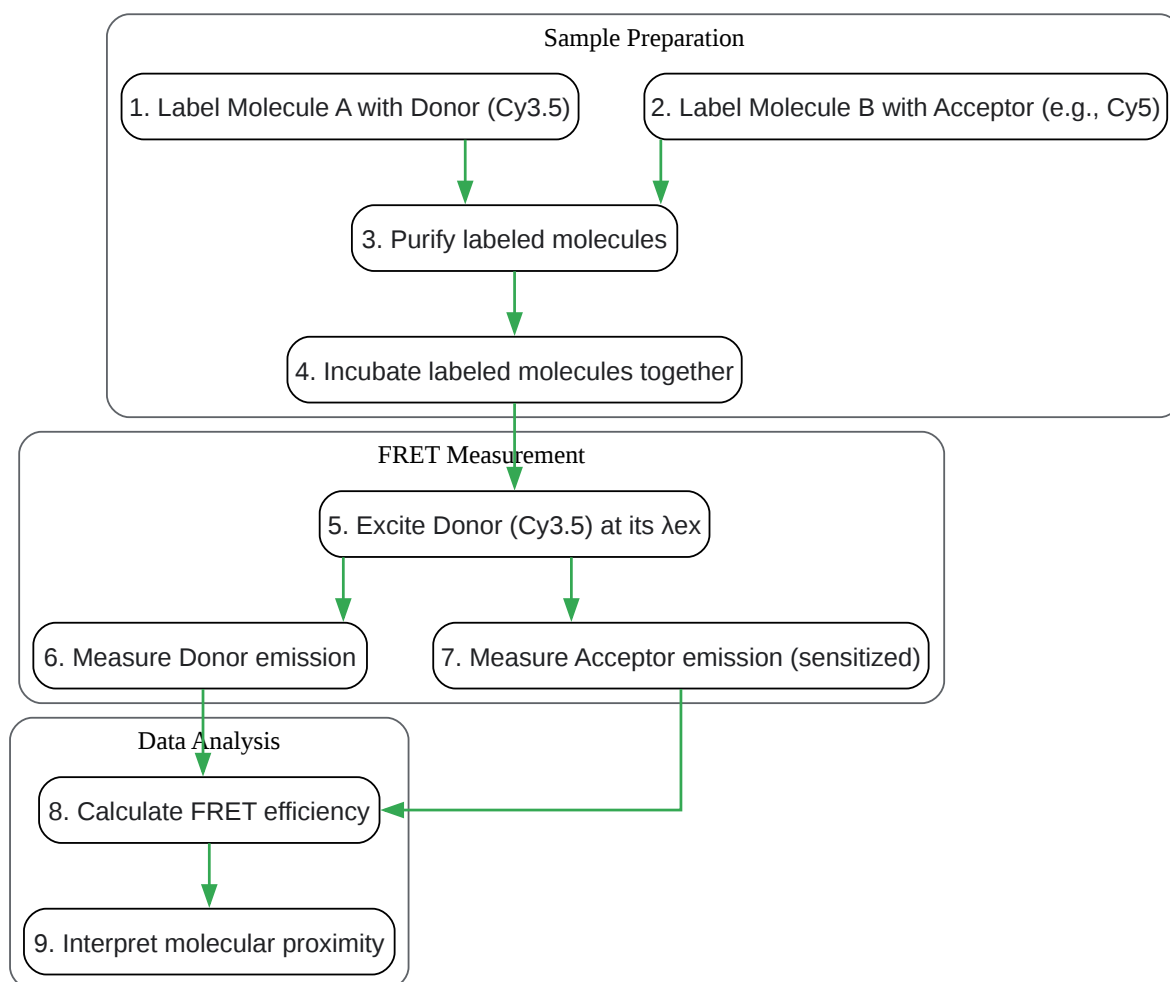 Sample Preparation
1. Label Molecule A with Donor (Cy3.5)
2. Label Molecule B with Acceptor (e.g., Cy5)
3. Purify labeled molecules
4. Incubate labeled molecules together
FRET Measurement
5. Excite Donor (Cy3.5) at its λex
6. Measure Donor emission
7. Measure Acceptor emission (sensitized)
Data Analysis
8. Calculate FRET efficiency
9. Interpret molecular proximity